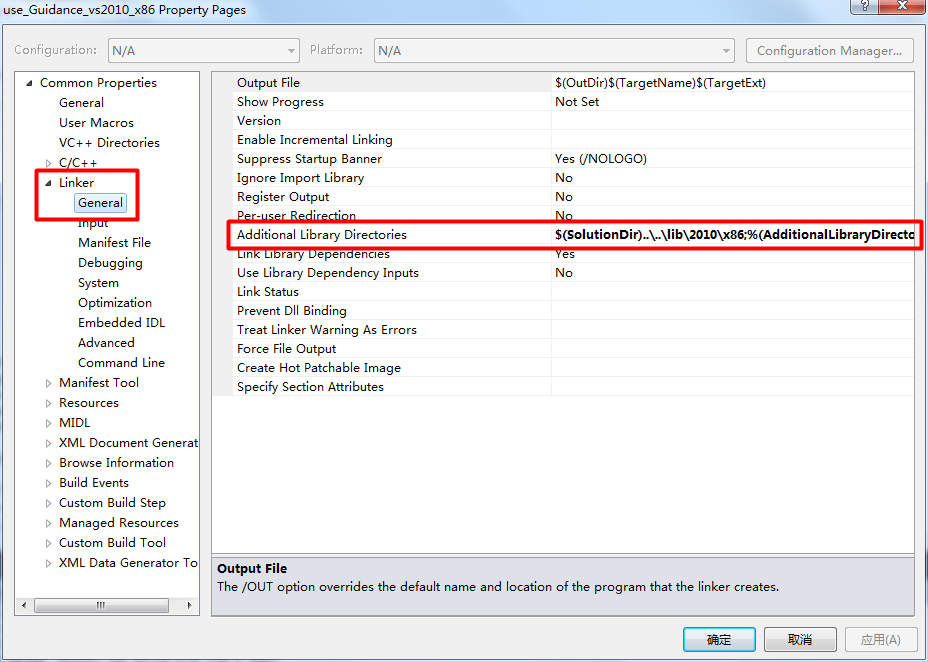 use_Guidance_vs2010_x86 Property Pages
Configuration: N/A Platform: N/A Configuration Manager...
Common Properties
General
User Macros
VC++ Directories
C/C++
Linker
General
Input
Manifest File
Debugging
System
Optimization
Embedded IDL
Advanced
Command Line
Manifest Tool
Resources
MIDL
XML Document Generat
Browse Information
Build Events
Custom Build Step
Managed Resources
Custom Build Tool
XML Data Generator To
Output File $(OutDir)$(TargetName)$(TargetExt)
Show Progress Not Set
Version
Enable Incremental Linking
Suppress Startup Banner Yes (/NOLOGO)
Ignore Import Library No
Register Output No
Per-user Redirection No
Additional Library Directories $(SolutionDir)..\..\lib\2010\x86;%(AdditionalLibraryDirecto
Link Library Dependencies Yes
Use Library Dependency Inputs No
Link Status
Prevent Dll Binding
Treat Linker Warning As Errors
Force File Output
Create Hot Patchable Image
Specify Section Attributes
Output File
The /OUT option overrides the default name and location of the program that the linker creates.
确定 取消 应用(A)